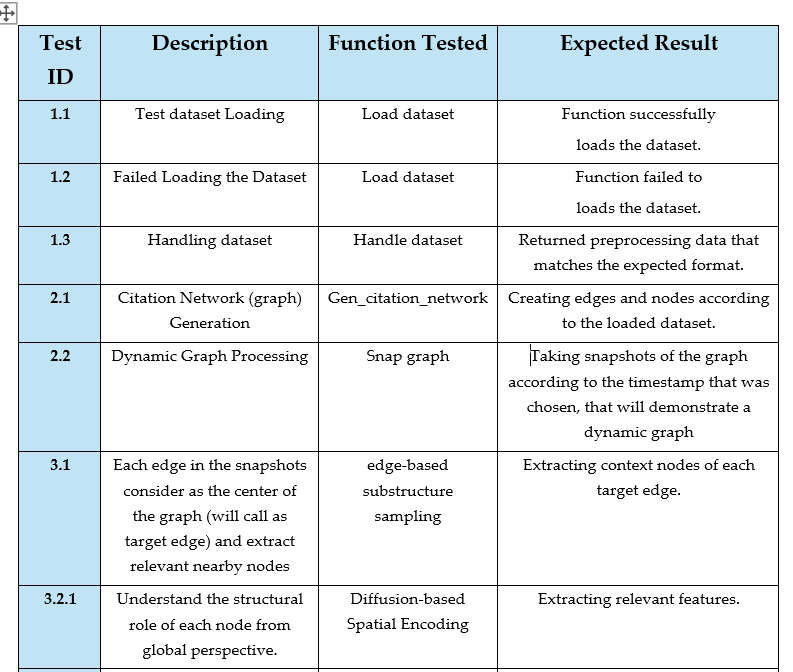 Test ID	Description	Function Tested	Expected Result
1.1	Test dataset Loading	Load dataset	Function successfully
loads the dataset.
1.2	Failed Loading the Dataset	Load dataset	Function failed to
loads the dataset.
1.3	Handling dataset	Handle dataset	Returned preprocessing data that
matches the expected format.
2.1	Citation Network (graph)
Generation
Gen_citation_network
Creating edges and nodes according
to the loaded dataset.
2.2
Dynamic Graph Processing
Snap graph
Taking snapshots of the graph
according to the timestamp that was
chosen, that will demonstrate a
dynamic graph
3.1
Each edge in the snapshots
consider as the center of
the graph (will call as
target edge) and extract
relevant nearby nodes
edge-based
substructure
sampling
Extracting context nodes of each
target edge.
3.2.1
Understand the structural
role of each node from
global perspective.
Diffusion-based
Spatial Encoding
Extracting relevant features.